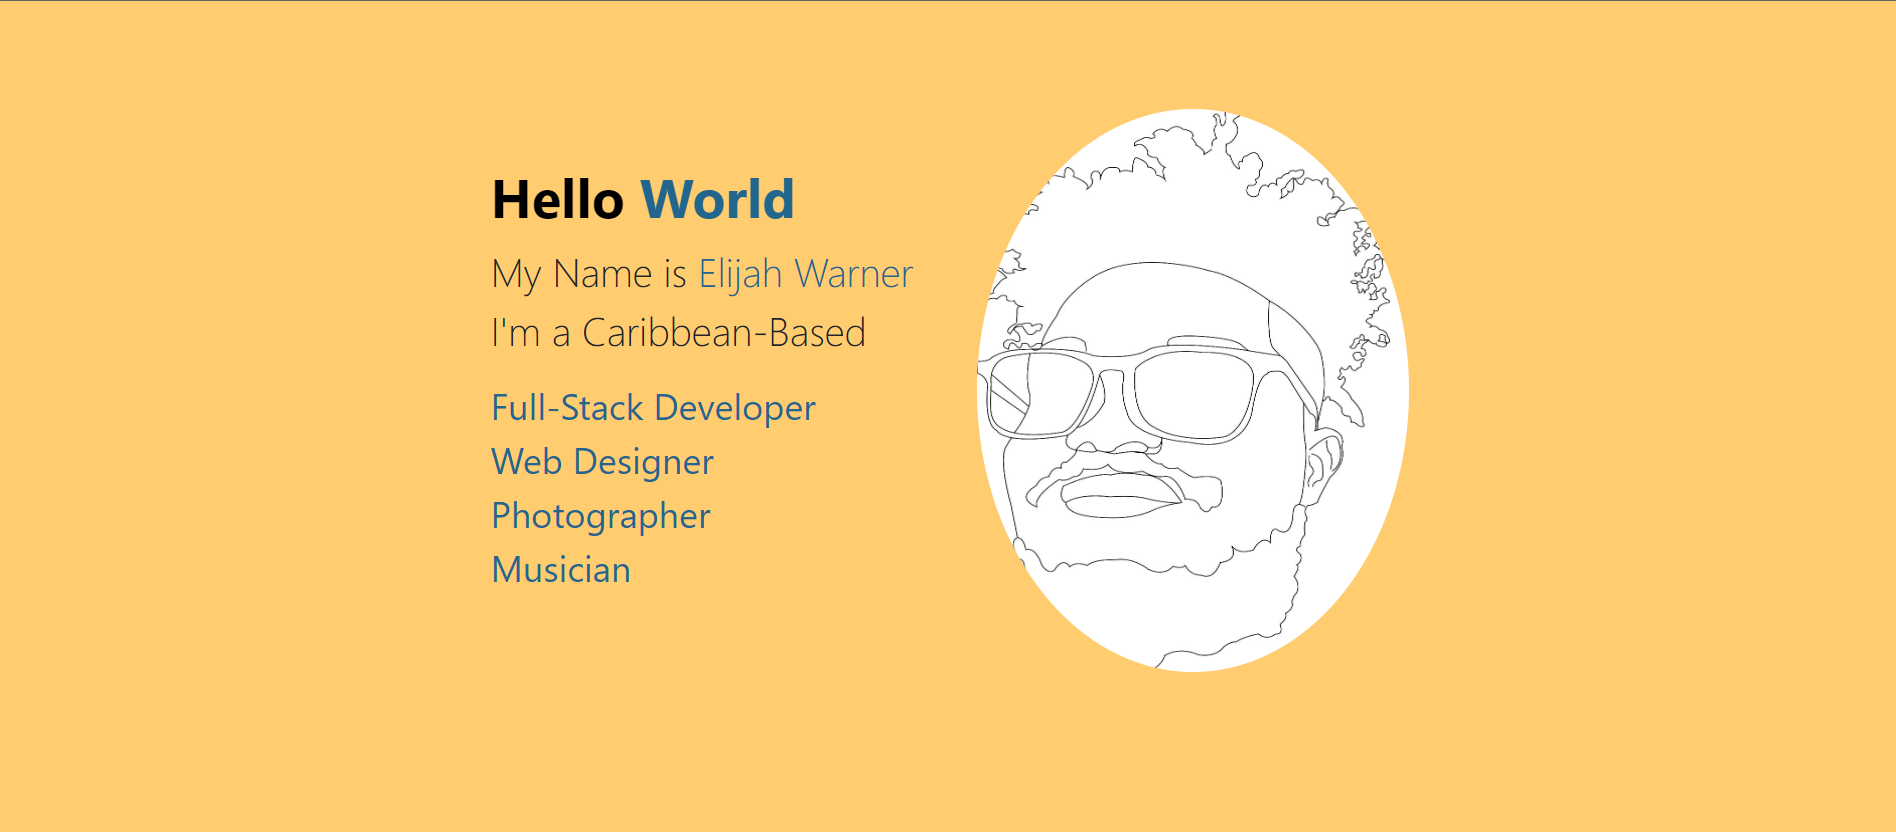 Hello World
My Name is Elijah Warner
I'm a Caribbean-Based
Full-Stack Developer
Web Designer
Photographer
Musician